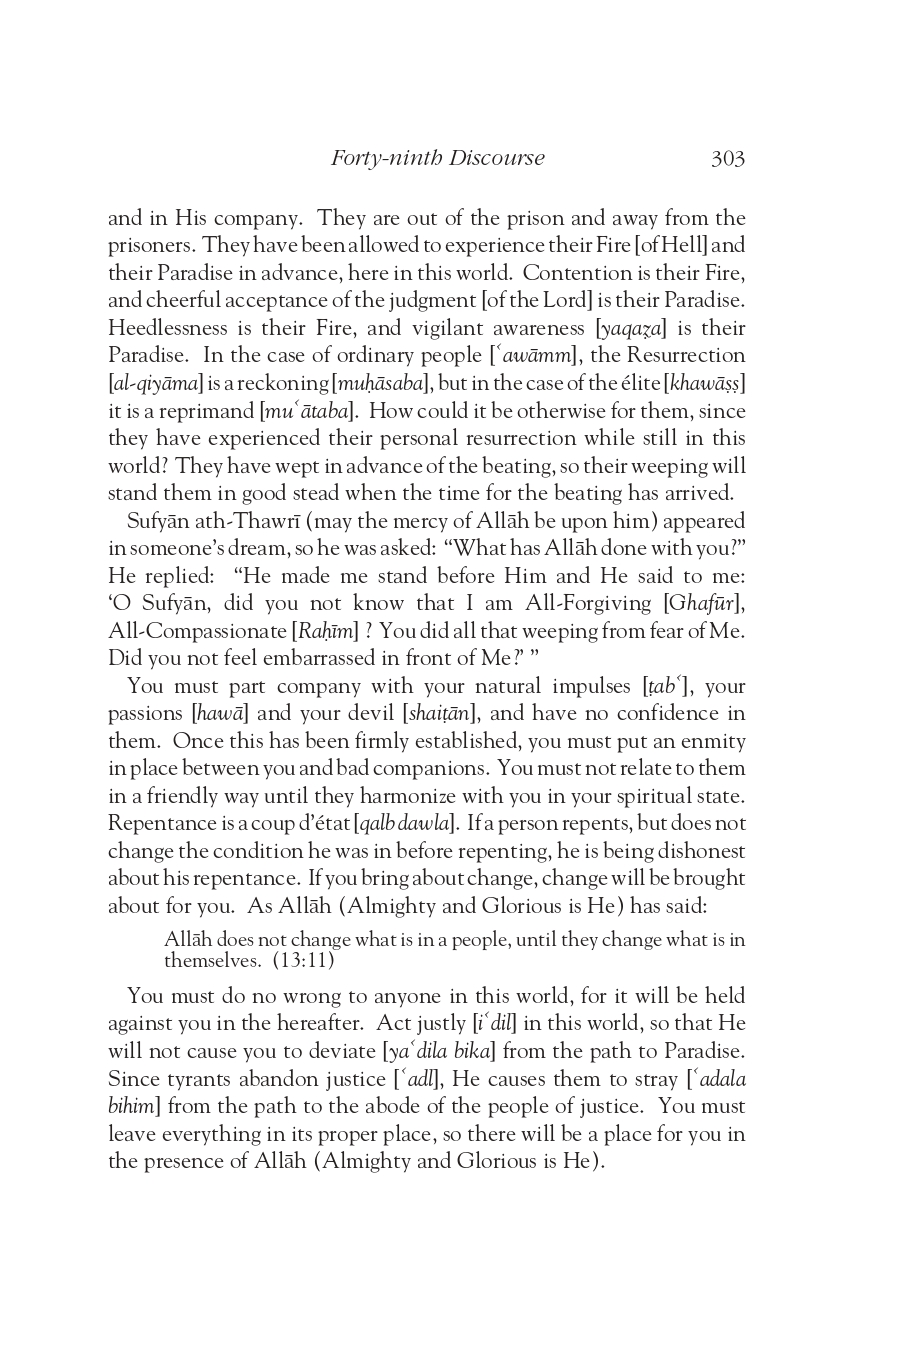 Forty-ninth Discourse 303
and in His company. They are out of the prison and away from the
prisoners. They have been allowed to experience their Fire [of Hell] and
their Paradise in advance, here in this world. Contention is their Fire,
and cheerful acceptance of the judgment [of the Lord] is their Paradise.
Heedlessness is their Fire, and vigilant awareness [yaqaẓa] is their
Paradise. In the case of ordinary people [ʿawāmm], the Resurrection
[al-qiyāma] is a reckoning [muḥāsaba], but in the case of the élite [khawāṣṣ]
it is a reprimand [muʿātaba]. How could it be otherwise for them, since
they have experienced their personal resurrection while still in this
world? They have wept in advance of the beating, so their weeping will
stand them in good stead when the time for the beating has arrived.
Sufyān ath-Thawrī (may the mercy of Allāh be upon him) appeared
in someone's dream, so he was asked: “What has Allāh done with you?”
He replied: “He made me stand before Him and He said to me:
‘O Sufyān, did you not know that I am All-Forgiving [Ghafūr],
All-Compassionate [Raḥīm] ? You did all that weeping from fear of Me.
Did you not feel embarrassed in front of Me?’ ”
You must part company with your natural impulses [ṭabʿ], your
passions [hawā] and your devil [shaiṭān], and have no confidence in
them. Once this has been firmly established, you must put an enmity
in place between you and bad companions. You must not relate to them
in a friendly way until they harmonize with you in your spiritual state.
Repentance is a coup d’état [qalb dawla]. If a person repents, but does not
change the condition he was in before repenting, he is being dishonest
about his repentance. If you bring about change, change will be brought
about for you. As Allāh (Almighty and Glorious is He) has said:
Allāh does not change what is in a people, until they change what is in
themselves. (13:11)
You must do no wrong to anyone in this world, for it will be held
against you in the hereafter. Act justly [iʿdil] in this world, so that He
will not cause you to deviate [yaʿdila bika] from the path to Paradise.
Since tyrants abandon justice [ʿadl], He causes them to stray [ʿadala
bihim] from the path to the abode of the people of justice. You must
leave everything in its proper place, so there will be a place for you in
the presence of Allāh (Almighty and Glorious is He).